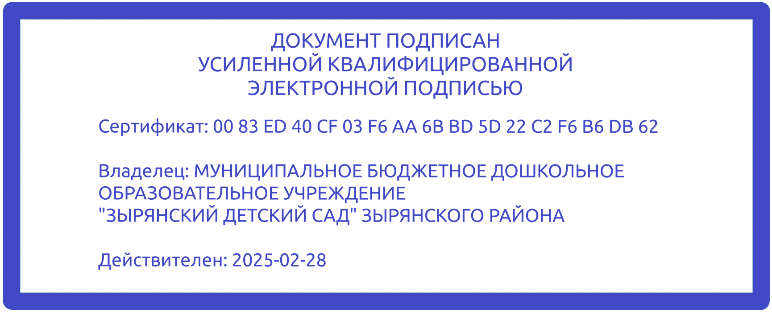 ДОКУМЕНТ ПОДПИСАН
УСИЛЕННОЙ КВАЛИФИЦИРОВАННОЙ
ЭЛЕКТРОННОЙ ПОДПИСЬЮ
Сертификат: 00 83 ED 40 CF 03 F6 AA 6B BD 5D 22 C2 F6 B6 DB 62
Владелец: МУНИЦИПАЛЬНОЕ БЮДЖЕТНОЕ ДОШКОЛЬНОЕ
ОБРАЗОВАТЕЛЬНОЕ УЧРЕЖДЕНИЕ
"ЗЫРЯНСКИЙ ДЕТСКИЙ САД" ЗЫРЯНСКОГО РАЙОНА
Действителен: 2025-02-28